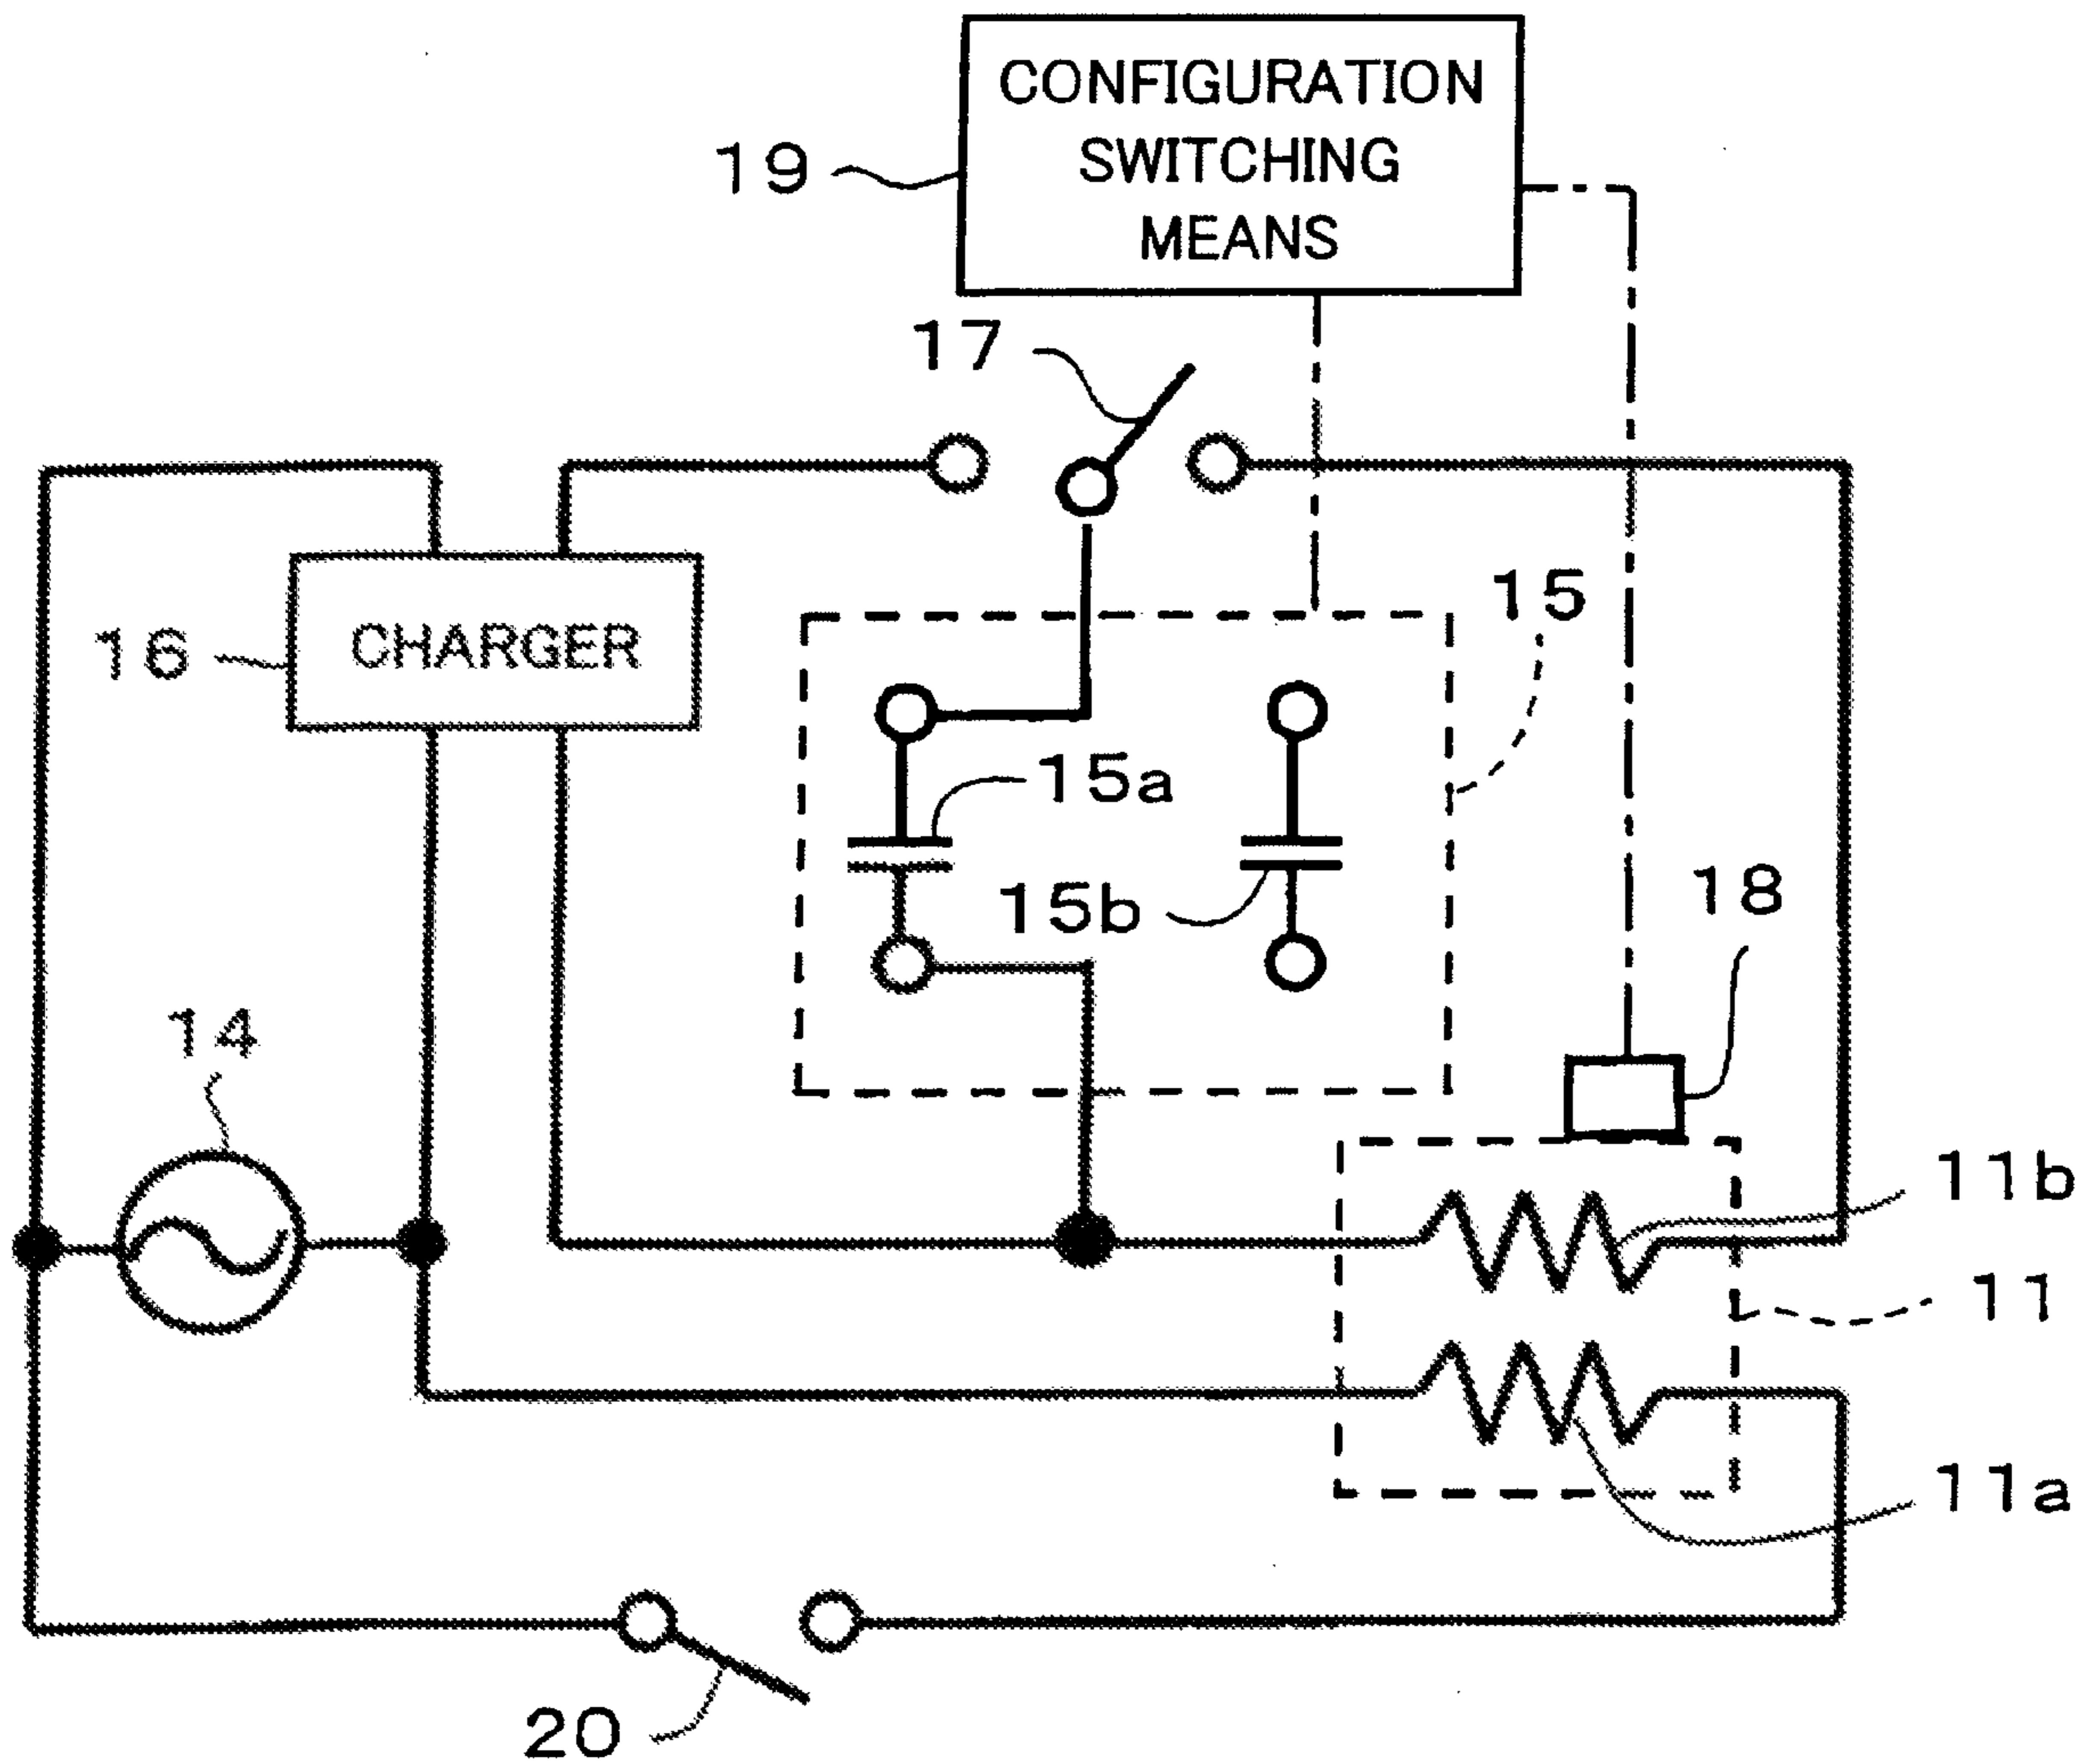 CONFIGURATION
SWITCHING
MEANS
19
17
15
16
CHARGER
15a
15b
18
14
11b
11
11a
20